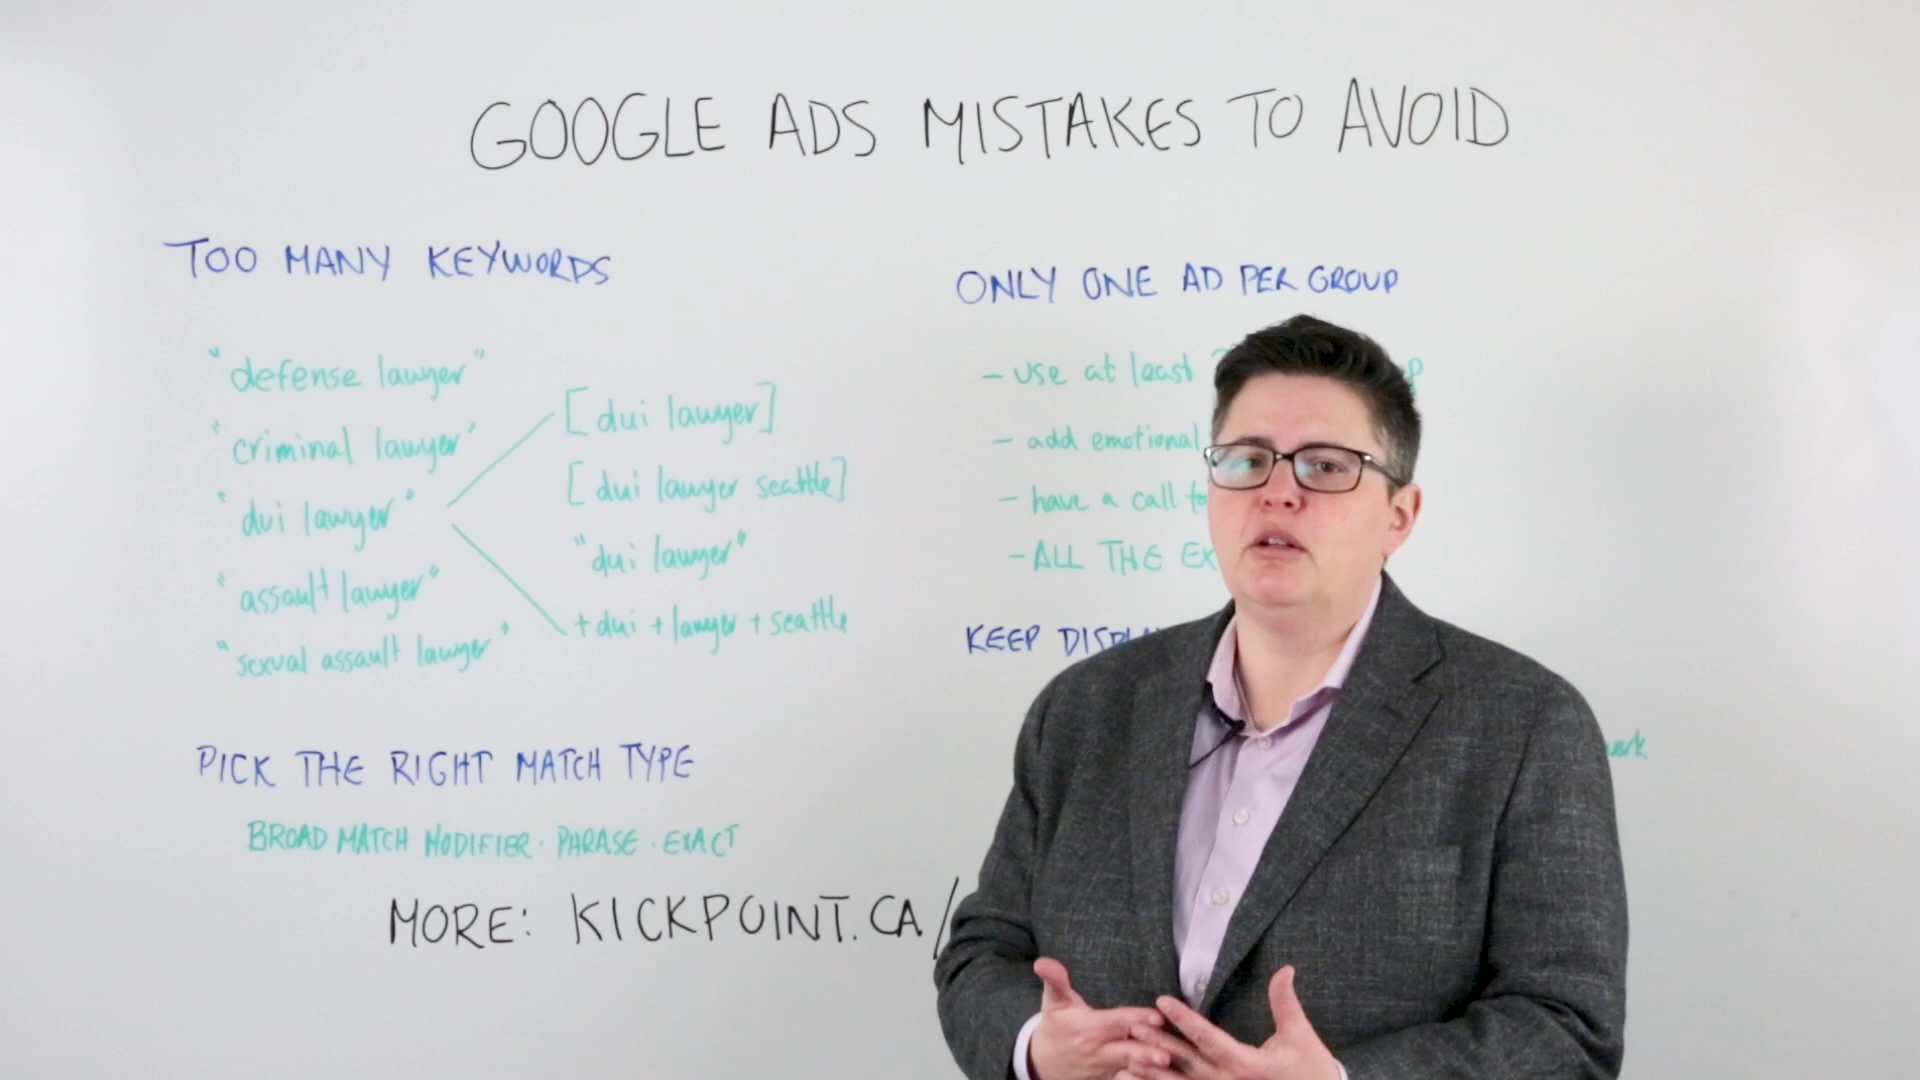 GOOGLE ADS MISTAKES TO AVOID
TOO MANY KEYWORDS
"defense lawyer"
"criminal lawyer"
"dui lawyer"
"assault lawyer"
"sexual assault lawyer"
[dui lawyer]
[dui lawyer seattle]
"dui lawyer"
+dui +lawyer +seattle
PICK THE RIGHT MATCH TYPE
BROAD MATCH MODIFIER · PHRASE · EXACT
ONLY ONE AD PER GROUP
- use at least
- add emotional
- have a call
- ALL THE
KEEP
MORE: KICKPOINT.CA/